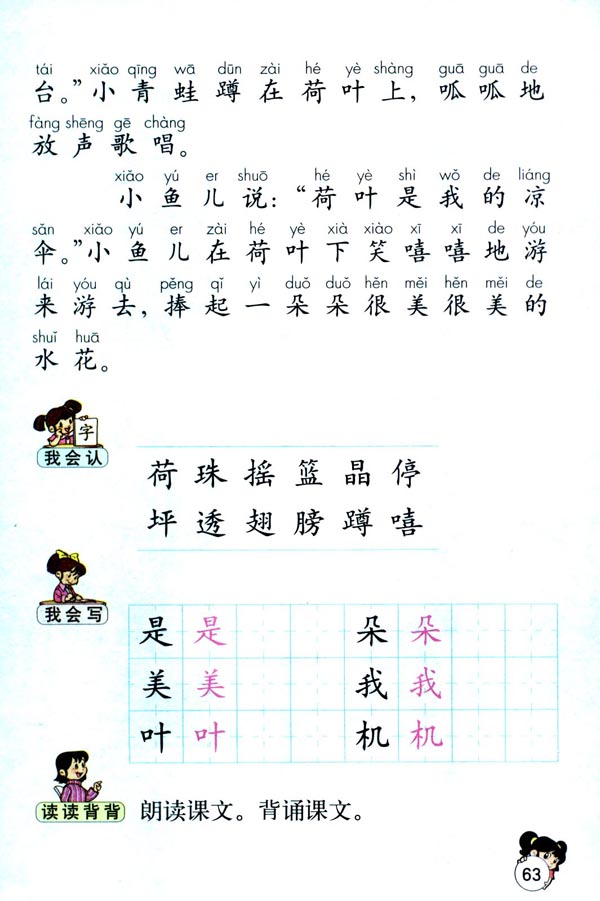 tái xiǎo qīng wā dūn zài hé yè shàng guā guā de
台。”小青蛙蹲在荷叶上，呱呱地
fàng shēng gē chàng
放声歌唱。
xiǎo yú er shuō hé yè shì wǒ de liáng
小鱼儿说：“荷叶是我的凉
sǎn xiǎo yú er zài hé yè xià xiào xī xī de yóu
伞。”小鱼儿在荷叶下笑嘻嘻地游
lái yóu qù pěng qǐ yì duǒ duǒ hěn měi hěn měi de
来游去，捧起一朵朵很美很美的
shuǐ huā
水花。
字
我会认
荷 珠 摇 篮 晶 停
坪 透 翅 膀 蹲 嘻
我会写
是 是 朵 朵
美 美 我 我
叶 叶 机 机
读读背背 朗读课文。背诵课文。
63